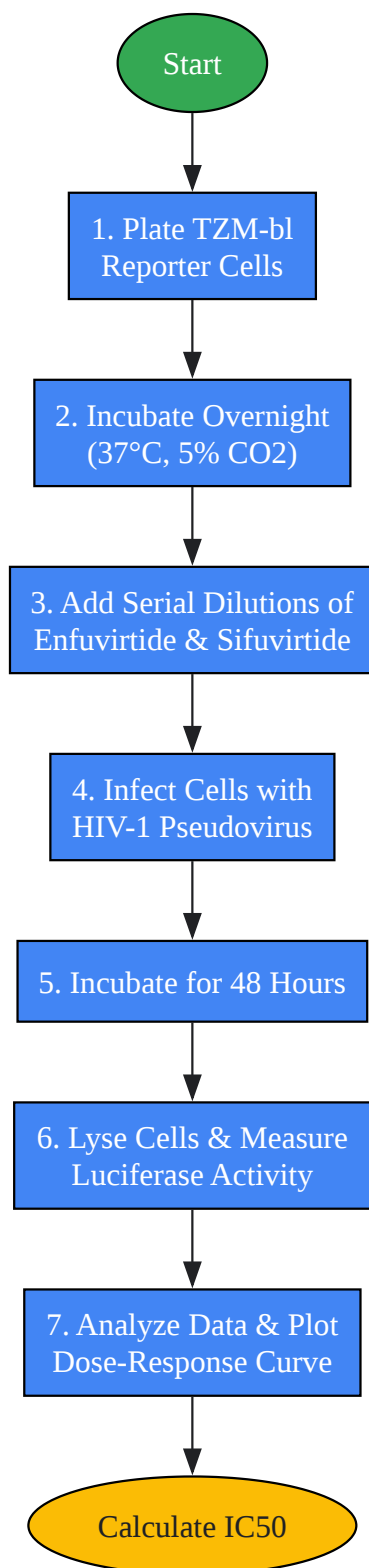 Start
1. Plate TZM-bl
Reporter Cells
2. Incubate Overnight
(37°C, 5% CO2)
3. Add Serial Dilutions of
Enfuvirtide & Sifuvirtide
4. Infect Cells with
HIV-1 Pseudovirus
5. Incubate for 48 Hours
6. Lyse Cells & Measure
Luciferase Activity
7. Analyze Data & Plot
Dose-Response Curve
Calculate IC50